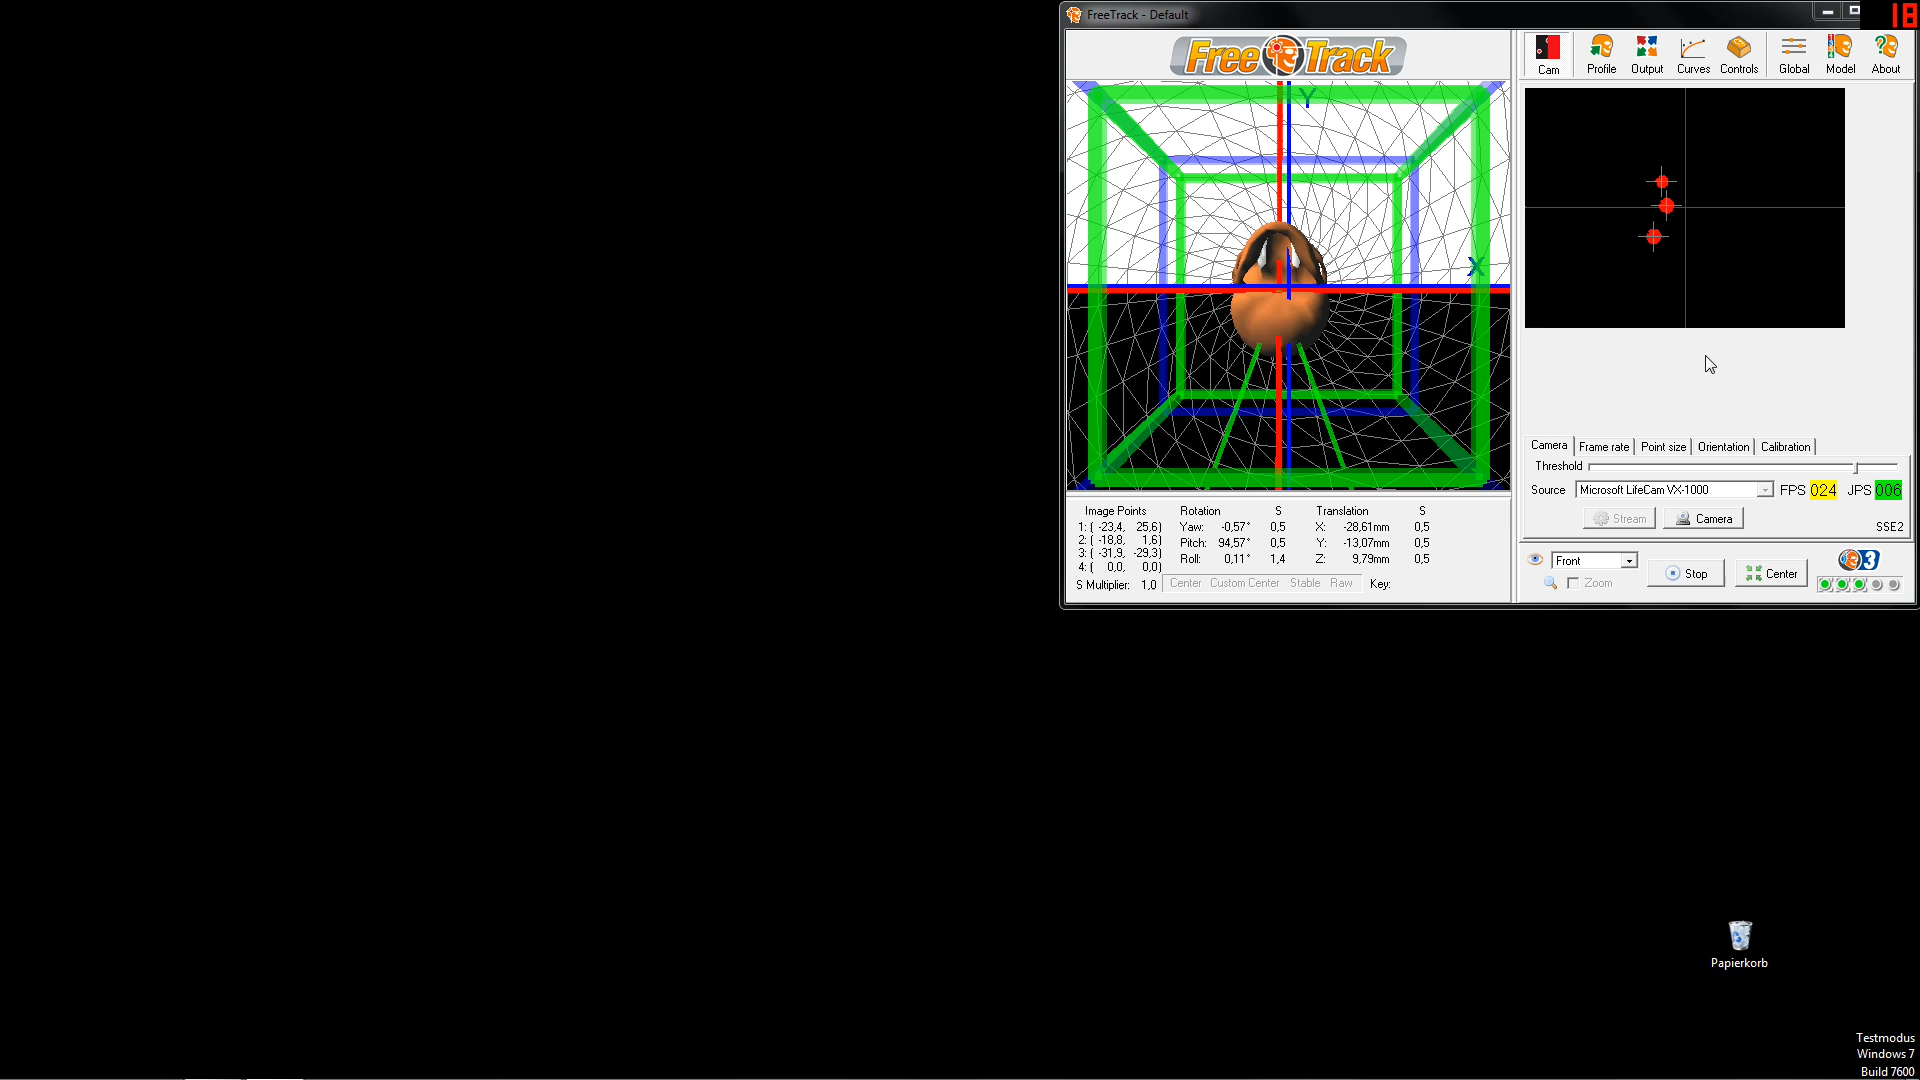 FreeTrack - Default
18
FreeTrack
Cam
Profile
Output
Curves
Controls
Global
Model
About
Y
X
Camera
Frame rate
Point size
Orientation
Calibration
Threshold
Source
Microsoft LifeCam VX-1000
FPS 024
JPS 006
Stream
Camera
SSE2
Image Points
1: ( -23,4, 25,6)
2: ( -18,8, 1,6)
3: ( -31,9, -29,3)
4: ( 0,0, 0,0)
Rotation S
Yaw: -0,57° 0,5
Pitch: 94,57° 0,5
Roll: 0,11° 1,4
Translation S
X: -28,61mm 0,5
Y: -13,07mm 0,5
Z: 9,79mm 0,5
S Multiplier: 1,0
Center Custom Center Stable Raw
Key:
Front
Zoom
Stop
Center
3
Papierkorb
Testmodus
Windows 7
Build 7600